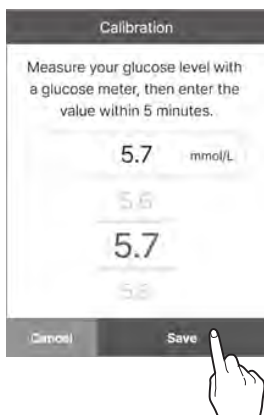 Calibration
Measure your glucose level with
a glucose meter, then enter the
value within 5 minutes.
5.7 mmol/L
5.6
5.7
5.8
Cancel Save